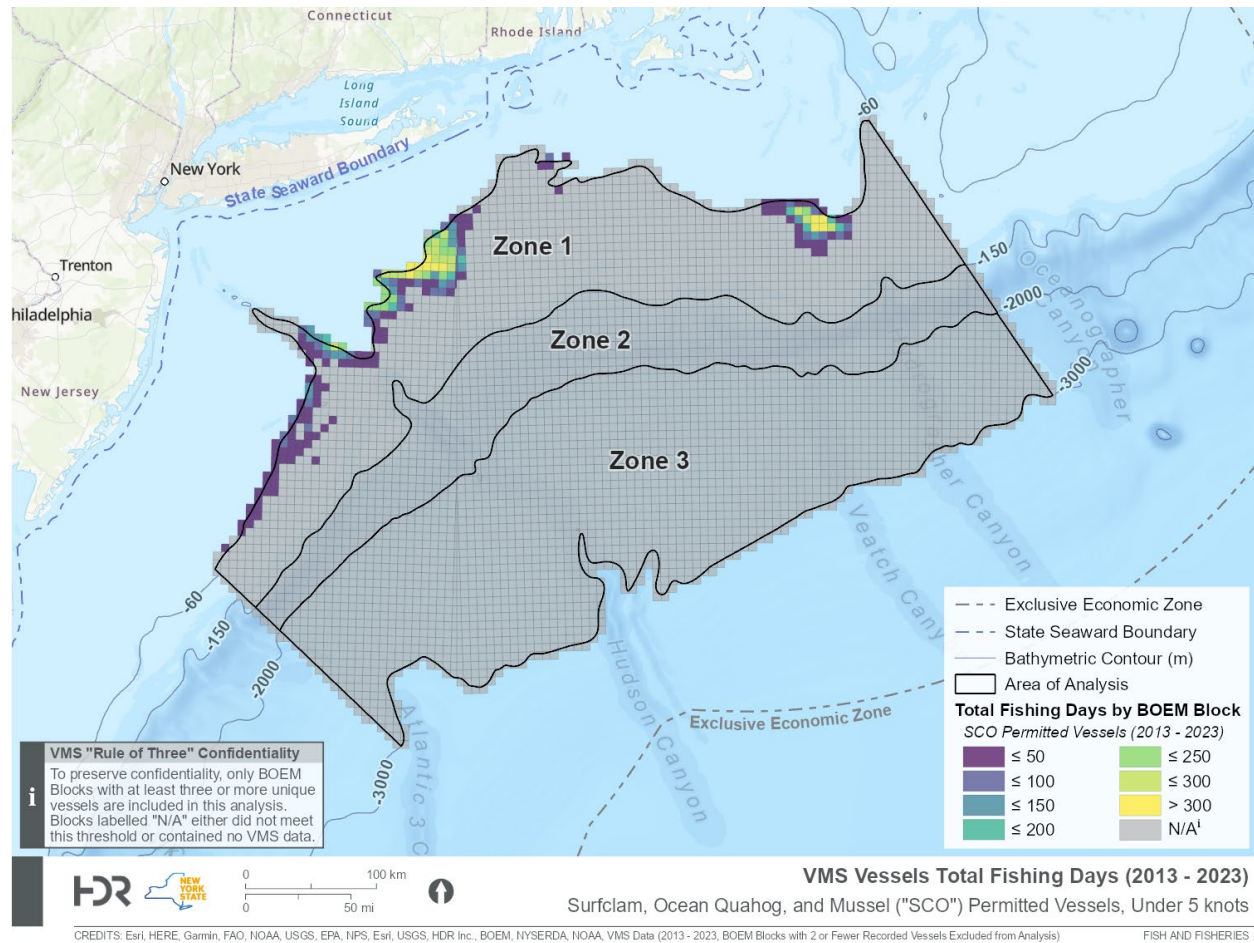 Connecticut
Rhode Island
Long
Island
Sound
-60
New York
State Seaward Boundary
Zone 1
-150
Oceanographer
Canyon
Trenton
-2000
hiladelphia
Zone 2
-3000
New Jersey
Zone 3
her Canyon
Veatch Cany
-60
-150
-2000
Hudson Canyon
Exclusive Economic Zone
Atlantic 3 C
-3000
Exclusive Economic Zone
State Seaward Boundary
Bathymetric Contour (m)
Area of Analysis
Total Fishing Days by BOEM Block
SCO Permitted Vessels (2013 - 2023)
≤ 50
≤ 100
≤ 150
≤ 200
≤ 250
≤ 300
> 300
N/Aⁱ
i
VMS "Rule of Three" Confidentiality
To preserve confidentiality, only BOEM
Blocks with at least three or more unique
vessels are included in this analysis.
Blocks labelled "N/A" either did not meet
this threshold or contained no VMS data.
HDR
NEW
YORK
STATE
0 100 km
0 50 mi
VMS Vessels Total Fishing Days (2013 - 2023)
Surfclam, Ocean Quahog, and Mussel ("SCO") Permitted Vessels, Under 5 knots
CREDITS: Esri, HERE, Garmin, FAO, NOAA, USGS, EPA, NPS, Esri, USGS, HDR Inc., BOEM, NYSERDA, NOAA, VMS Data (2013 - 2023, BOEM Blocks with 2 or Fewer Recorded Vessels Excluded from Analysis)
FISH AND FISHERIES